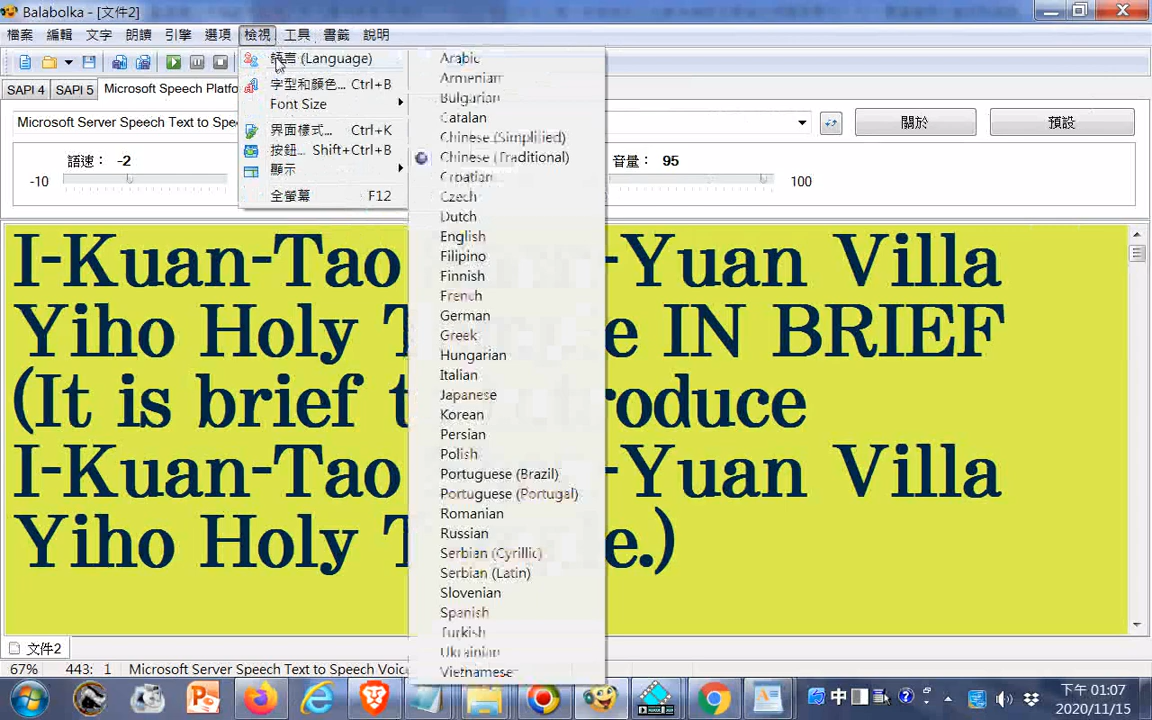 Balabolka - [文件2]
檔案 編輯 文字 朗讀 引擎 選項 檢視 工具 書籤 說明
SAPI 4 SAPI 5 Microsoft Speech Platfo
Microsoft Server Speech Text to Spe
關於 預設
語速： -2
-10
音量： 95
100
語言 (Language)
字型和顏色... Ctrl+B
Font Size
界面樣式... Ctrl+K
按鈕... Shift+Ctrl+B
顯示
全螢幕 F12
Arabic
Armenian
Bulgarian
Catalan
Chinese (Simplified)
Chinese (Traditional)
Croatian
Czech
Dutch
English
Filipino
Finnish
French
German
Greek
Hungarian
Italian
Japanese
Korean
Persian
Polish
Portuguese (Brazil)
Portuguese (Portugal)
Romanian
Russian
Serbian (Cyrillic)
Serbian (Latin)
Slovenian
Spanish
Turkish
Ukrainian
Vietnamese
I-Kuan-Tao -Yuan Villa
Yiho Holy T e IN BRIEF
(It is brief t roduce
I-Kuan-Tao -Yuan Villa
Yiho Holy T e.)
文件2
67% 443: 1 Microsoft Server Speech Text to Speech Voic
中
下午 01:07
2020/11/15